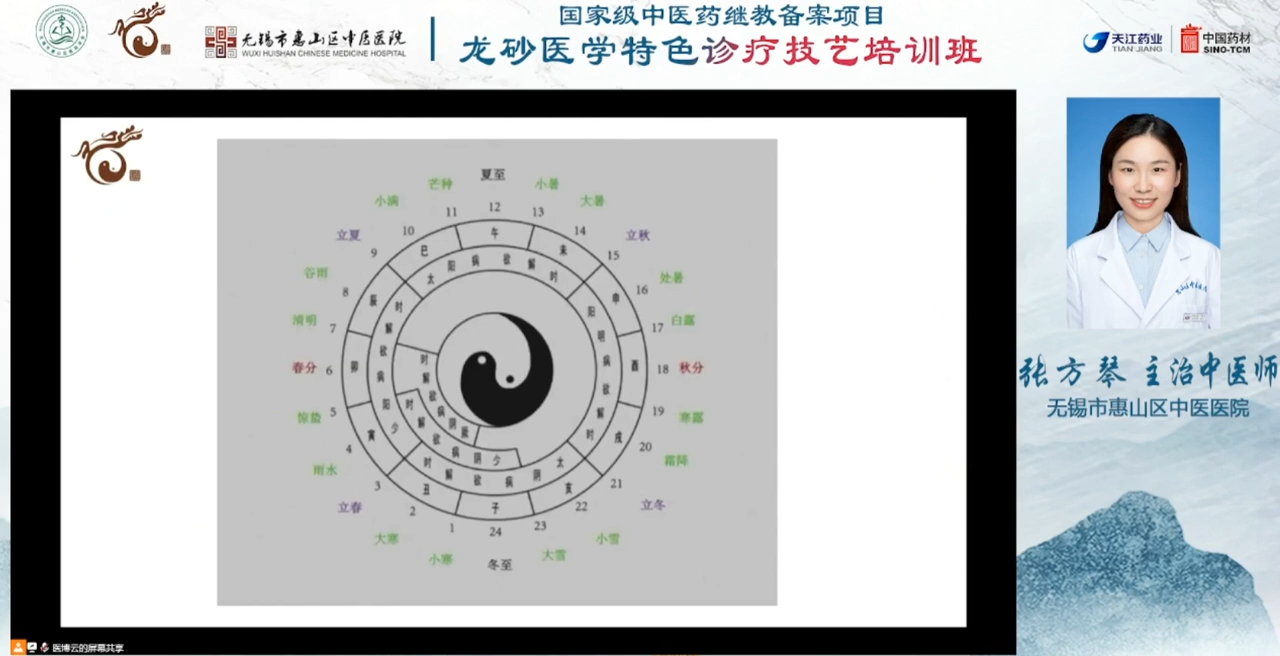 无锡市惠山区中医医院
WUXI HUISHAN CHINESE MEDICINE HOSPITAL
国家级中医药继教备案项目
龙砂医学特色诊疗技艺培训班
天江药业
TIAN JIANG
中国药材
SINO-TCM
夏至
芒种
小暑
小满
大暑
立夏
立秋
谷雨
处暑
清明
白露
春分
秋分
惊蛰
寒露
雨水
霜降
立春
立冬
大寒
小雪
小寒
大雪
冬至
12
13
14
15
16
17
18
19
20
21
22
23
24
1
2
3
4
5
6
7
8
9
10
11
午
未
申
酉
戌
亥
子
丑
寅
卯
辰
巳
太阳病欲解时
阳明病欲解时
太阴病欲解时
少阳病欲解时
少阴病欲解时
厥阴病欲解时
张方琴 主治中医师
无锡市惠山区中医医院
医博云的屏幕共享